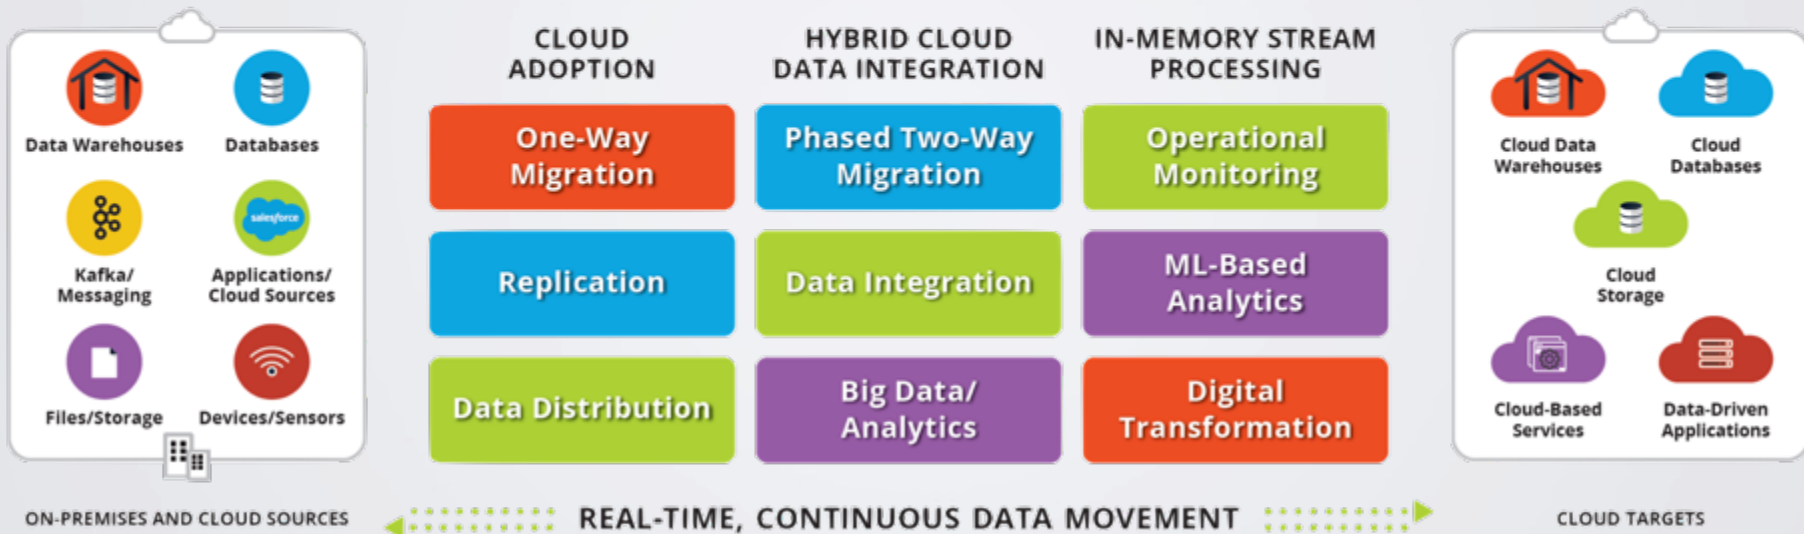 Data Warehouses
Databases
Kafka/
Messaging
salesforce
Applications/
Cloud Sources
Files/Storage
Devices/Sensors
ON-PREMISES AND CLOUD SOURCES
CLOUD
ADOPTION
One-Way
Migration
Replication
Data Distribution
HYBRID CLOUD
DATA INTEGRATION
Phased Two-Way
Migration
Data Integration
Big Data/
Analytics
IN-MEMORY STREAM
PROCESSING
Operational
Monitoring
ML-Based
Analytics
Digital
Transformation
REAL-TIME, CONTINUOUS DATA MOVEMENT
Cloud Data
Warehouses
Cloud
Databases
Cloud
Storage
Cloud-Based
Services
Data-Driven
Applications
CLOUD TARGETS